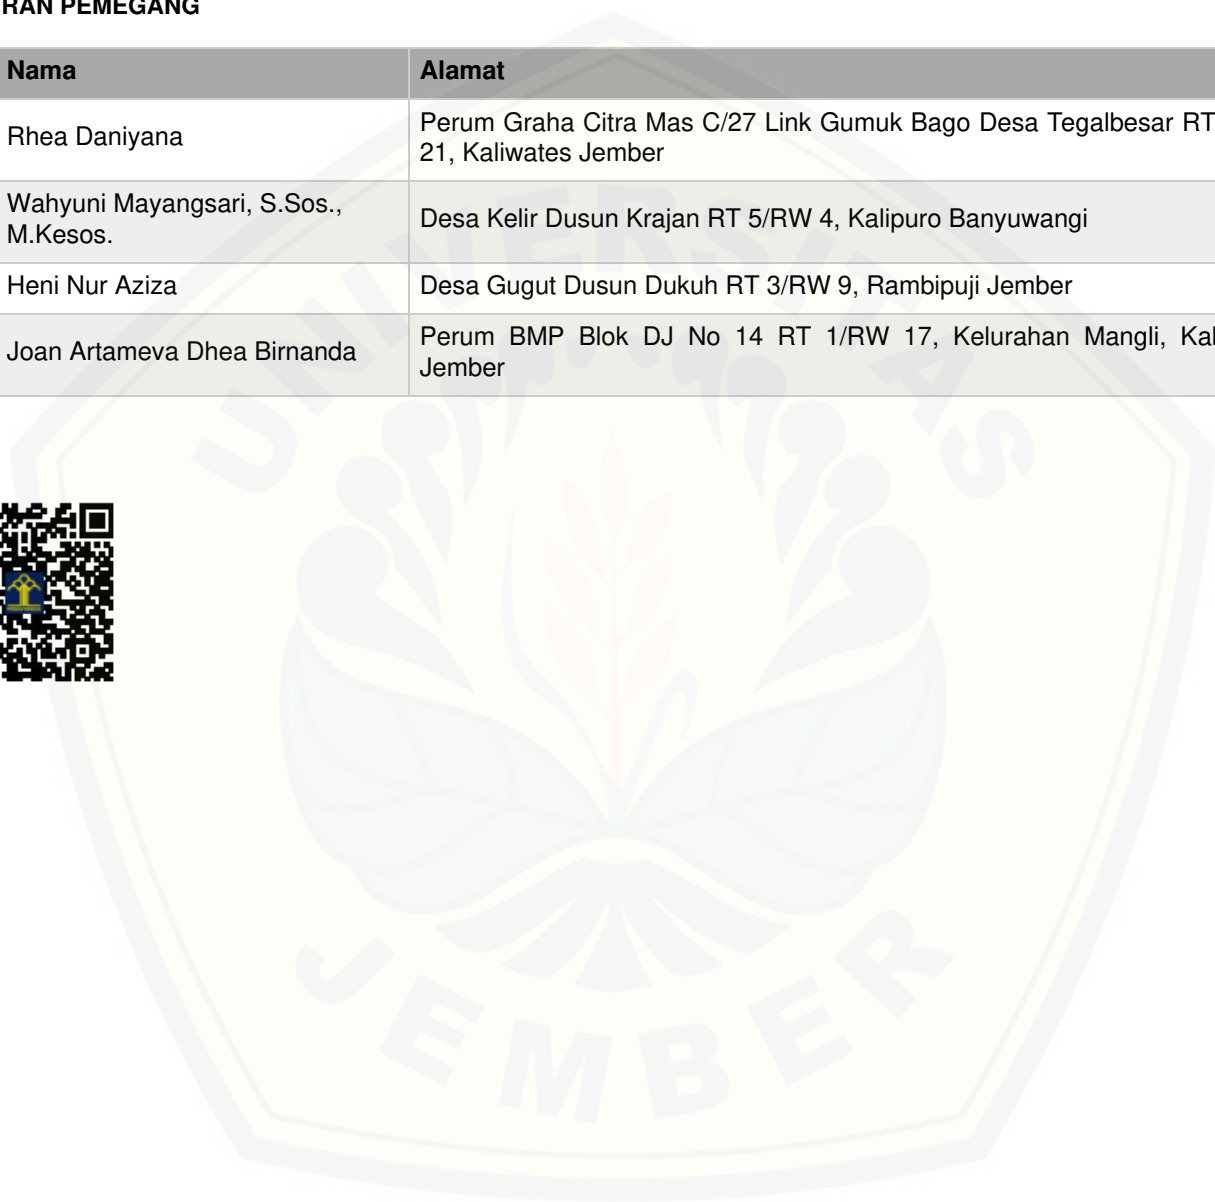 RAN PEMEGANG
Nama Alamat
Rhea Daniyana Perum Graha Citra Mas C/27 Link Gumuk Bago Desa Tegalbesar RT
21, Kaliwates Jember
Wahyuni Mayangsari, S.Sos.,
M.Kesos. Desa Kelir Dusun Krajan RT 5/RW 4, Kalipuro Banyuwangi
Heni Nur Aziza Desa Gugut Dusun Dukuh RT 3/RW 9, Rambipuji Jember
Joan Artameva Dhea Birnanda Perum BMP Blok DJ No 14 RT 1/RW 17, Kelurahan Mangli, Kal
Jember
UNIVERSITAS
JEMBER